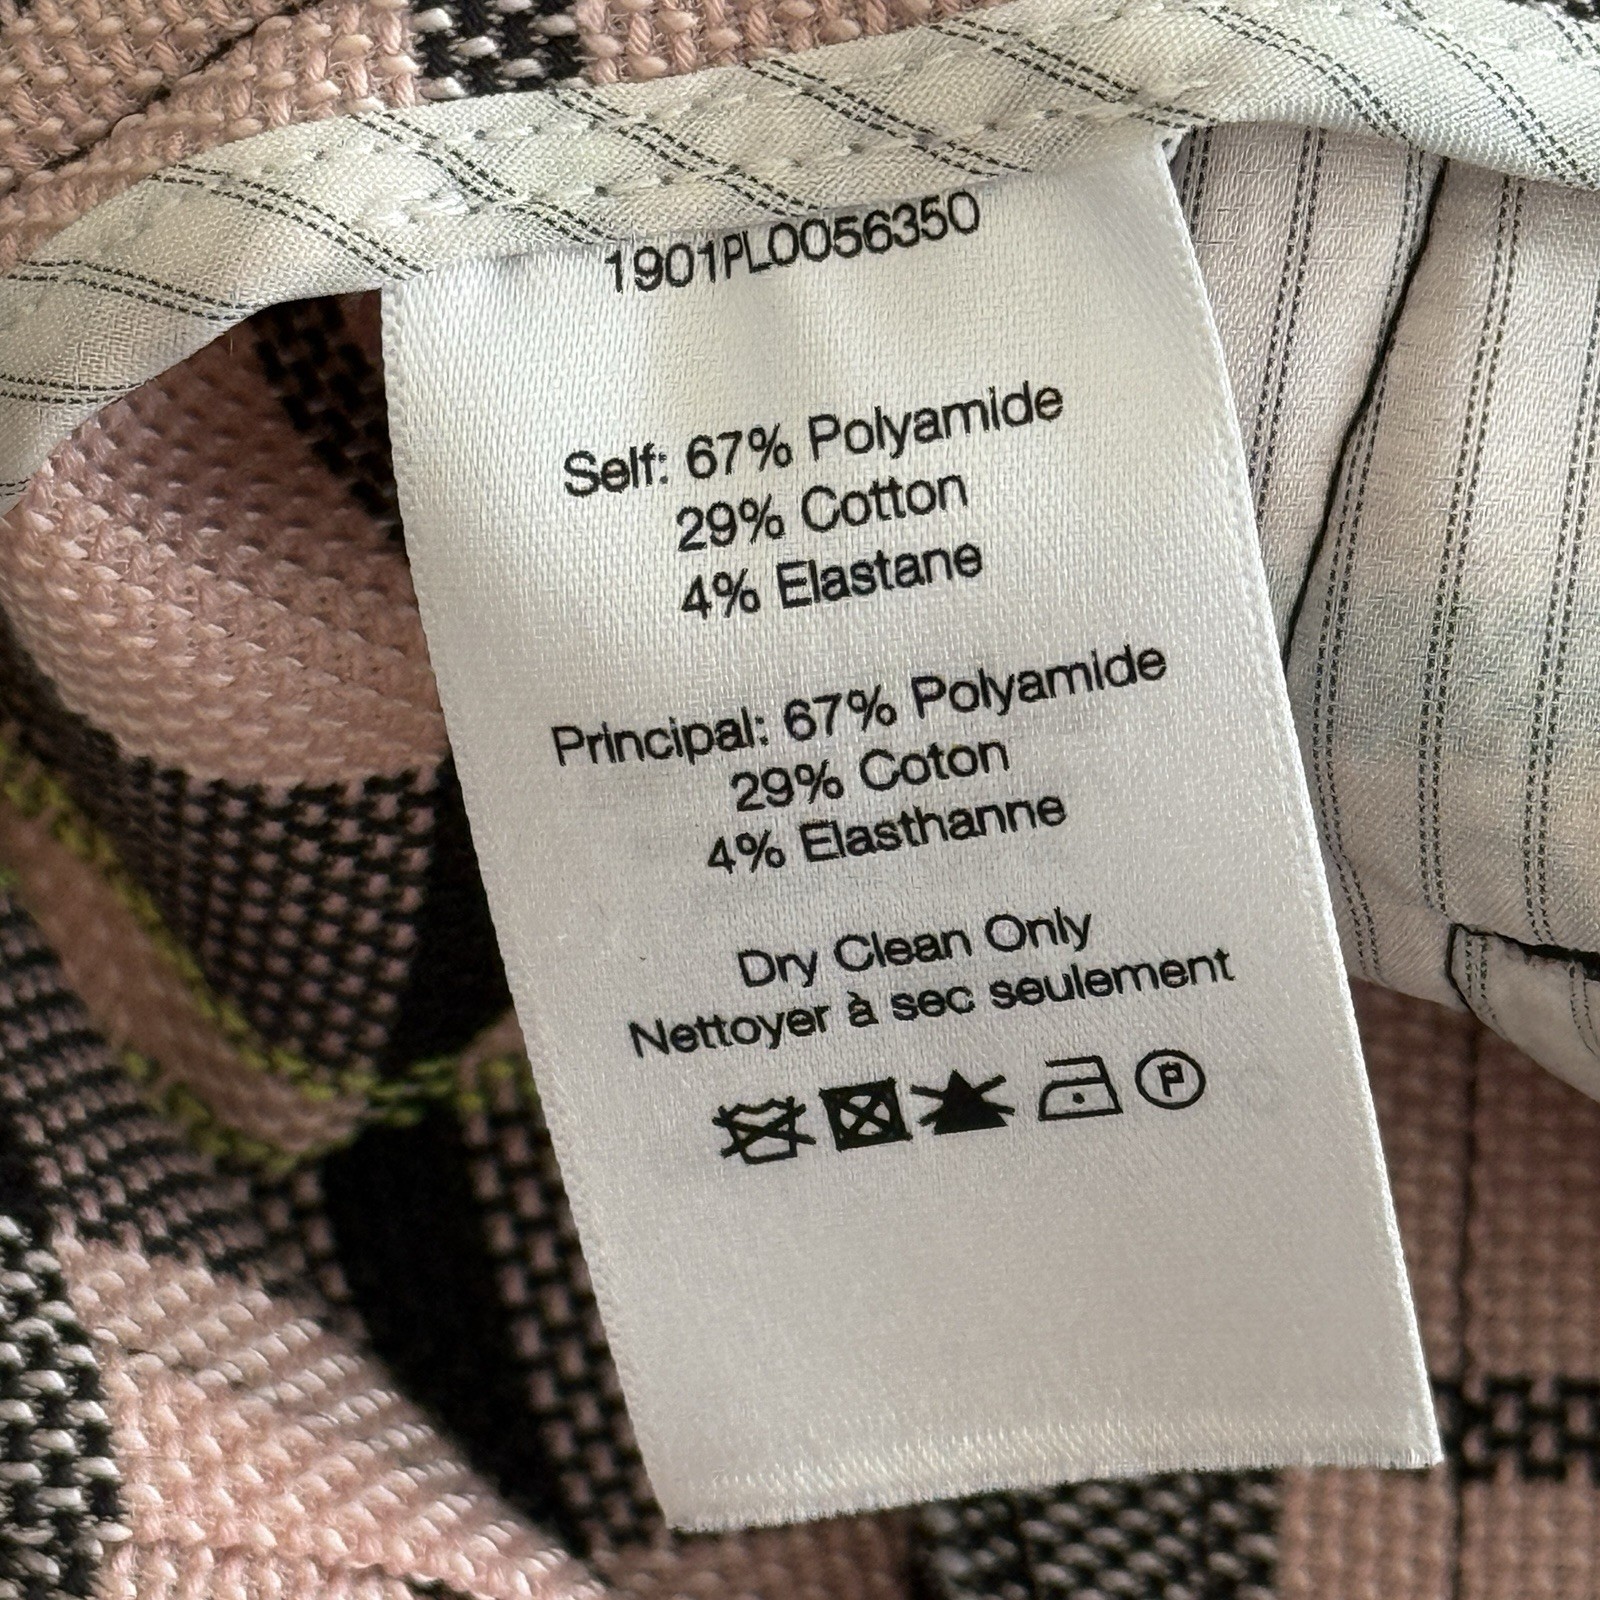 1901PL0056350
Self: 67% Polyamide
29% Cotton
4% Elastane
Principal: 67% Polyamide
29% Coton
4% Elasthanne
Dry Clean Only
Nettoyer à sec seulement
P